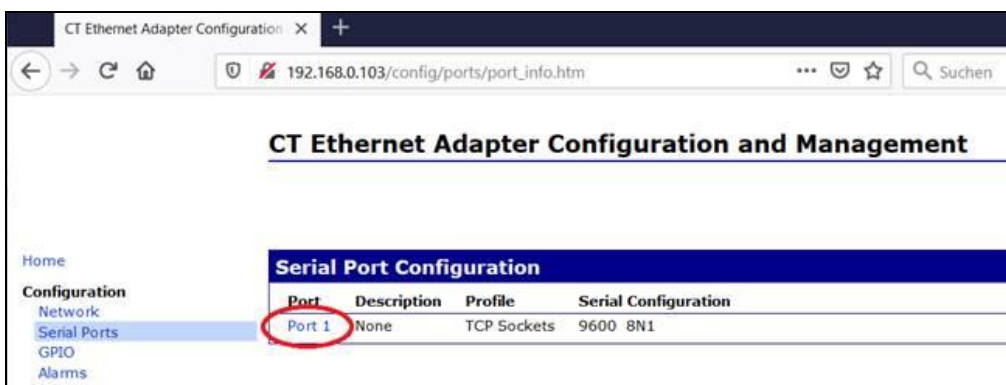 CT Ethernet Adapter Configuration
192.168.0.103/config/ports/port_info.htm
Suchen
CT Ethernet Adapter Configuration and Management
Home
Configuration
Network
Serial Ports
GPIO
Alarms
Serial Port Configuration
Port Description Profile Serial Configuration
Port 1 None TCP Sockets 9600 8N1